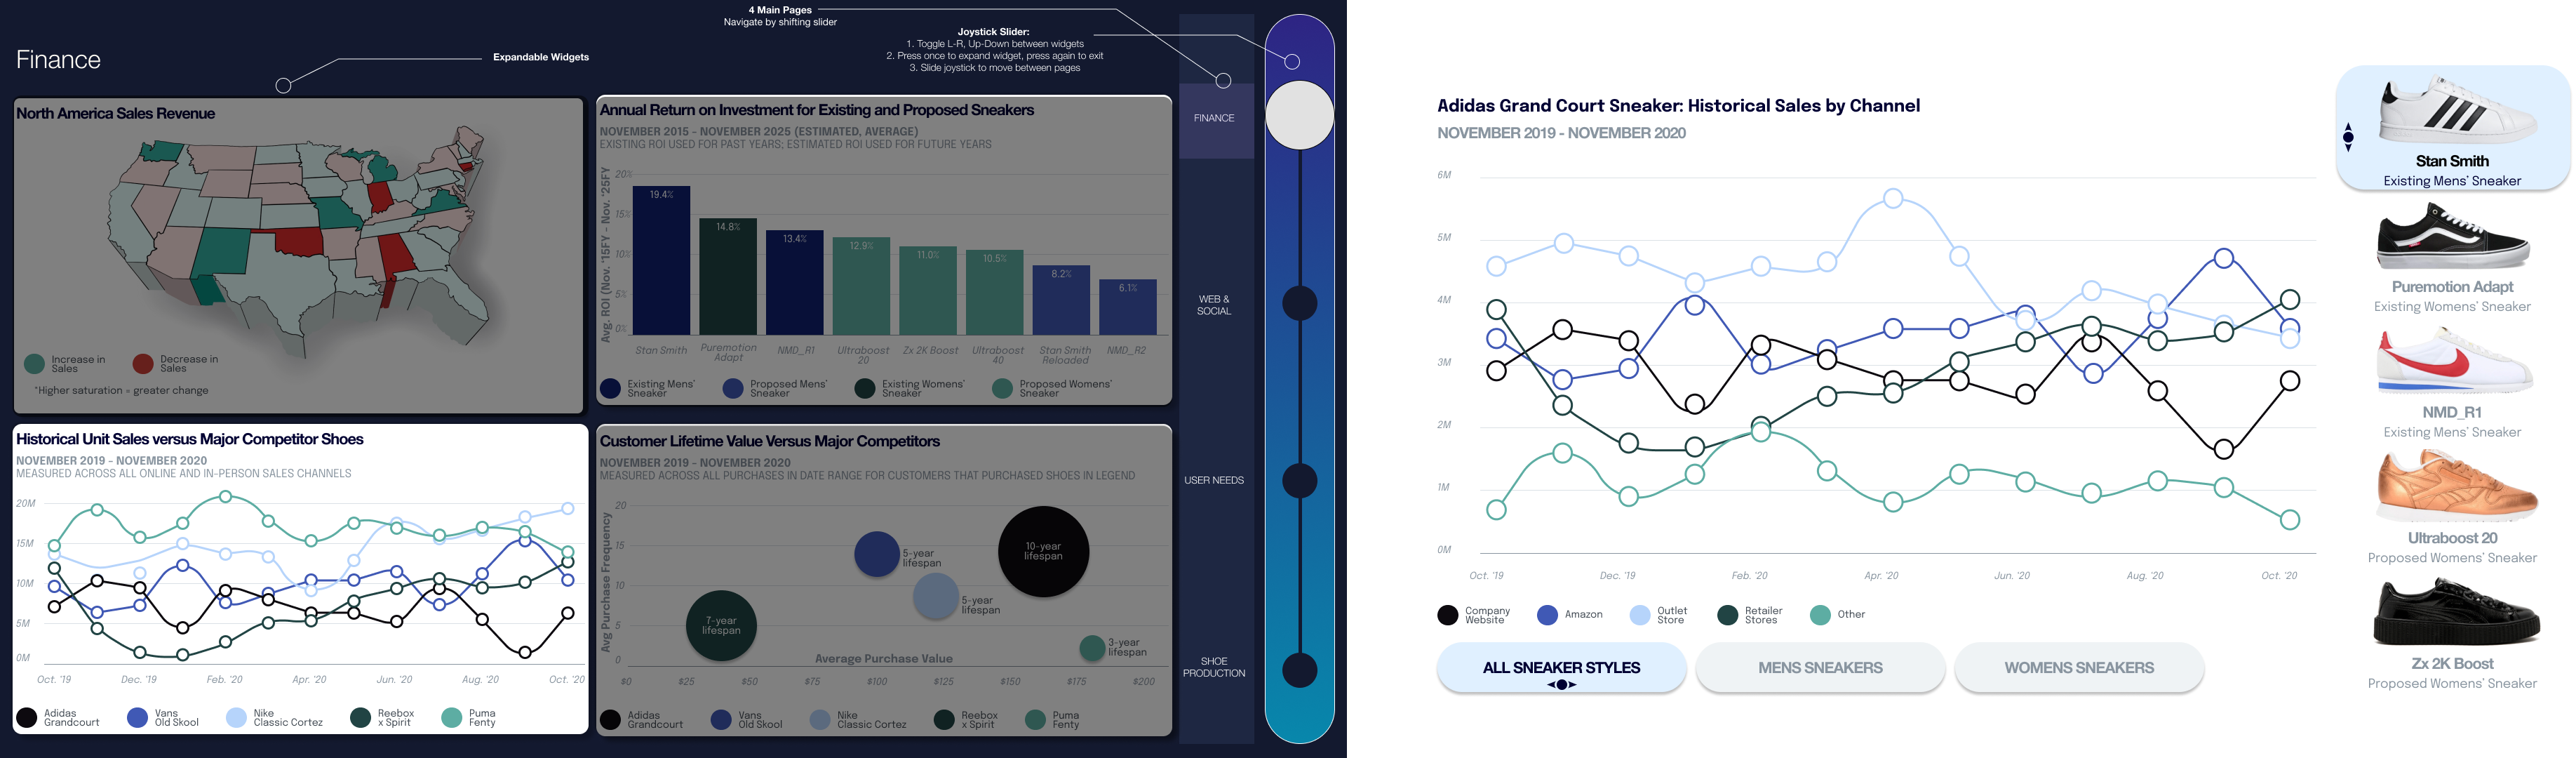 4 Main Pages
Navigate by shifting slider
Joystick Slider:
1. Toggle L-R, Up-Down between widgets
2. Press once to expand widget, press again to exit
3. Slide joystick to move between pages
Finance
Expandable Widgets
North America Sales Revenue
Increase in
Sales
Decrease in
Sales
*Higher saturation = greater change
Annual Return on Investment for Existing and Proposed Sneakers
NOVEMBER 2015 - NOVEMBER 2025 (ESTIMATED, AVERAGE)
EXISTING ROI USED FOR PAST YEARS; ESTIMATED ROI USED FOR FUTURE YEARS
Avg. ROI (Nov. '15FY - Nov. '25FY
20%
15%
10%
5%
0%
19.4%
14.8%
13.4%
12.9%
11.0%
10.5%
8.2%
6.1%
Stan Smith
Puremotion
Adapt
NMD_R1
Ultraboost
20
Zx 2K Boost
Ultraboost
40
Stan Smith
Reloaded
NMD_R2
Existing Mens'
Sneaker
Proposed Mens'
Sneaker
Existing Womens'
Sneaker
Proposed Womens'
Sneaker
Historical Unit Sales versus Major Competitor Shoes
NOVEMBER 2019 - NOVEMBER 2020
MEASURED ACROSS ALL ONLINE AND IN-PERSON SALES CHANNELS
20M
15M
10M
5M
0M
Oct. '19
Dec. '19
Feb. '20
Apr. '20
Jun. '20
Aug. '20
Oct. '20
Adidas
Grandcourt
Vans
Old Skool
Nike
Classic Cortez
Reebox
x Spirit
Puma
Fenty
Customer Lifetime Value Versus Major Competitors
NOVEMBER 2019 - NOVEMBER 2020
MEASURED ACROSS ALL PURCHASES IN DATE RANGE FOR CUSTOMERS THAT PURCHASED SHOES IN LEGEND
Avg Purchase Frequency
20
15
10
5
0
7-year
lifespan
5-year
lifespan
5-year
lifespan
10-year
lifespan
3-year
lifespan
Average Purchase Value
$0
$25
$50
$75
$100
$125
$150
$175
$200
Adidas
Grandcourt
Vans
Old Skool
Nike
Classic Cortez
Reebox
x Spirit
Puma
Fenty
FINANCE
WEB &
SOCIAL
USER NEEDS
SHOE
PRODUCTION
Adidas Grand Court Sneaker: Historical Sales by Channel
NOVEMBER 2019 - NOVEMBER 2020
6M
5M
4M
3M
2M
1M
0M
Oct. '19
Dec. '19
Feb. '20
Apr. '20
Jun. '20
Aug. '20
Oct. '20
Company
Website
Amazon
Outlet
Store
Retailer
Stores
Other
ALL SNEAKER STYLES
MENS SNEAKERS
WOMENS SNEAKERS
Stan Smith
Existing Mens' Sneaker
Puremotion Adapt
Existing Womens' Sneaker
NMD_R1
Existing Mens' Sneaker
Ultraboost 20
Proposed Womens' Sneaker
Zx 2K Boost
Proposed Womens' Sneaker